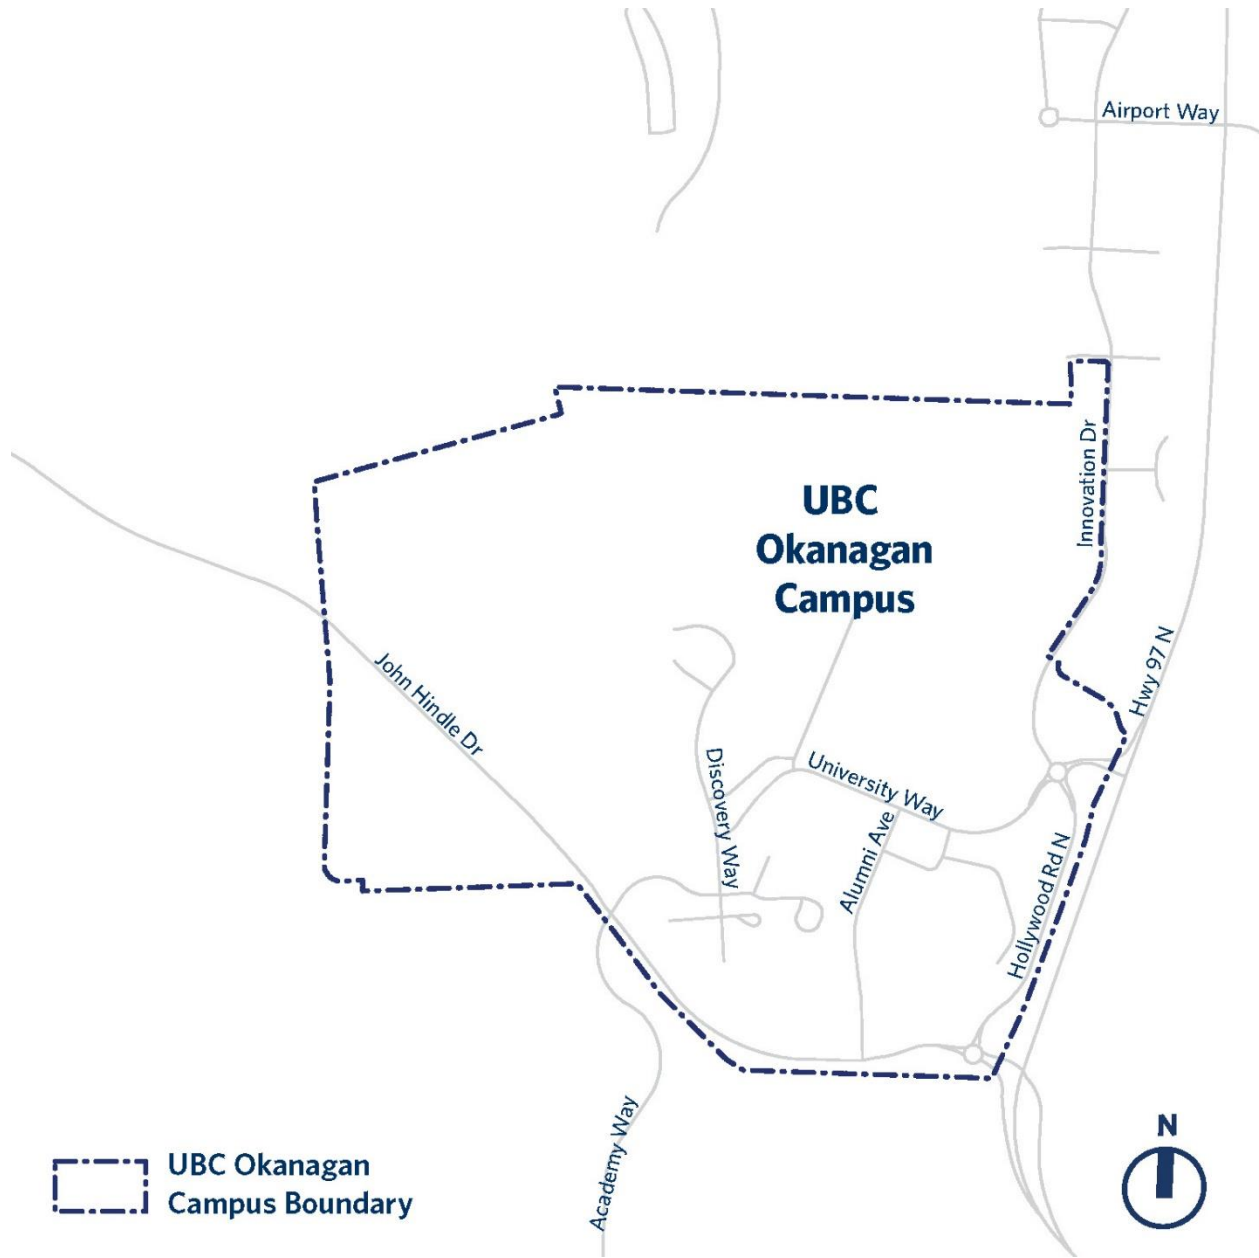 Airport Way
Innovation Dr
UBC
Okanagan
Campus
Hwy 97 N
John Hindle Dr
Discovery Way
University Way
Alumni Ave
Hollywood Rd N
Academy Way
N
UBC Okanagan
Campus Boundary